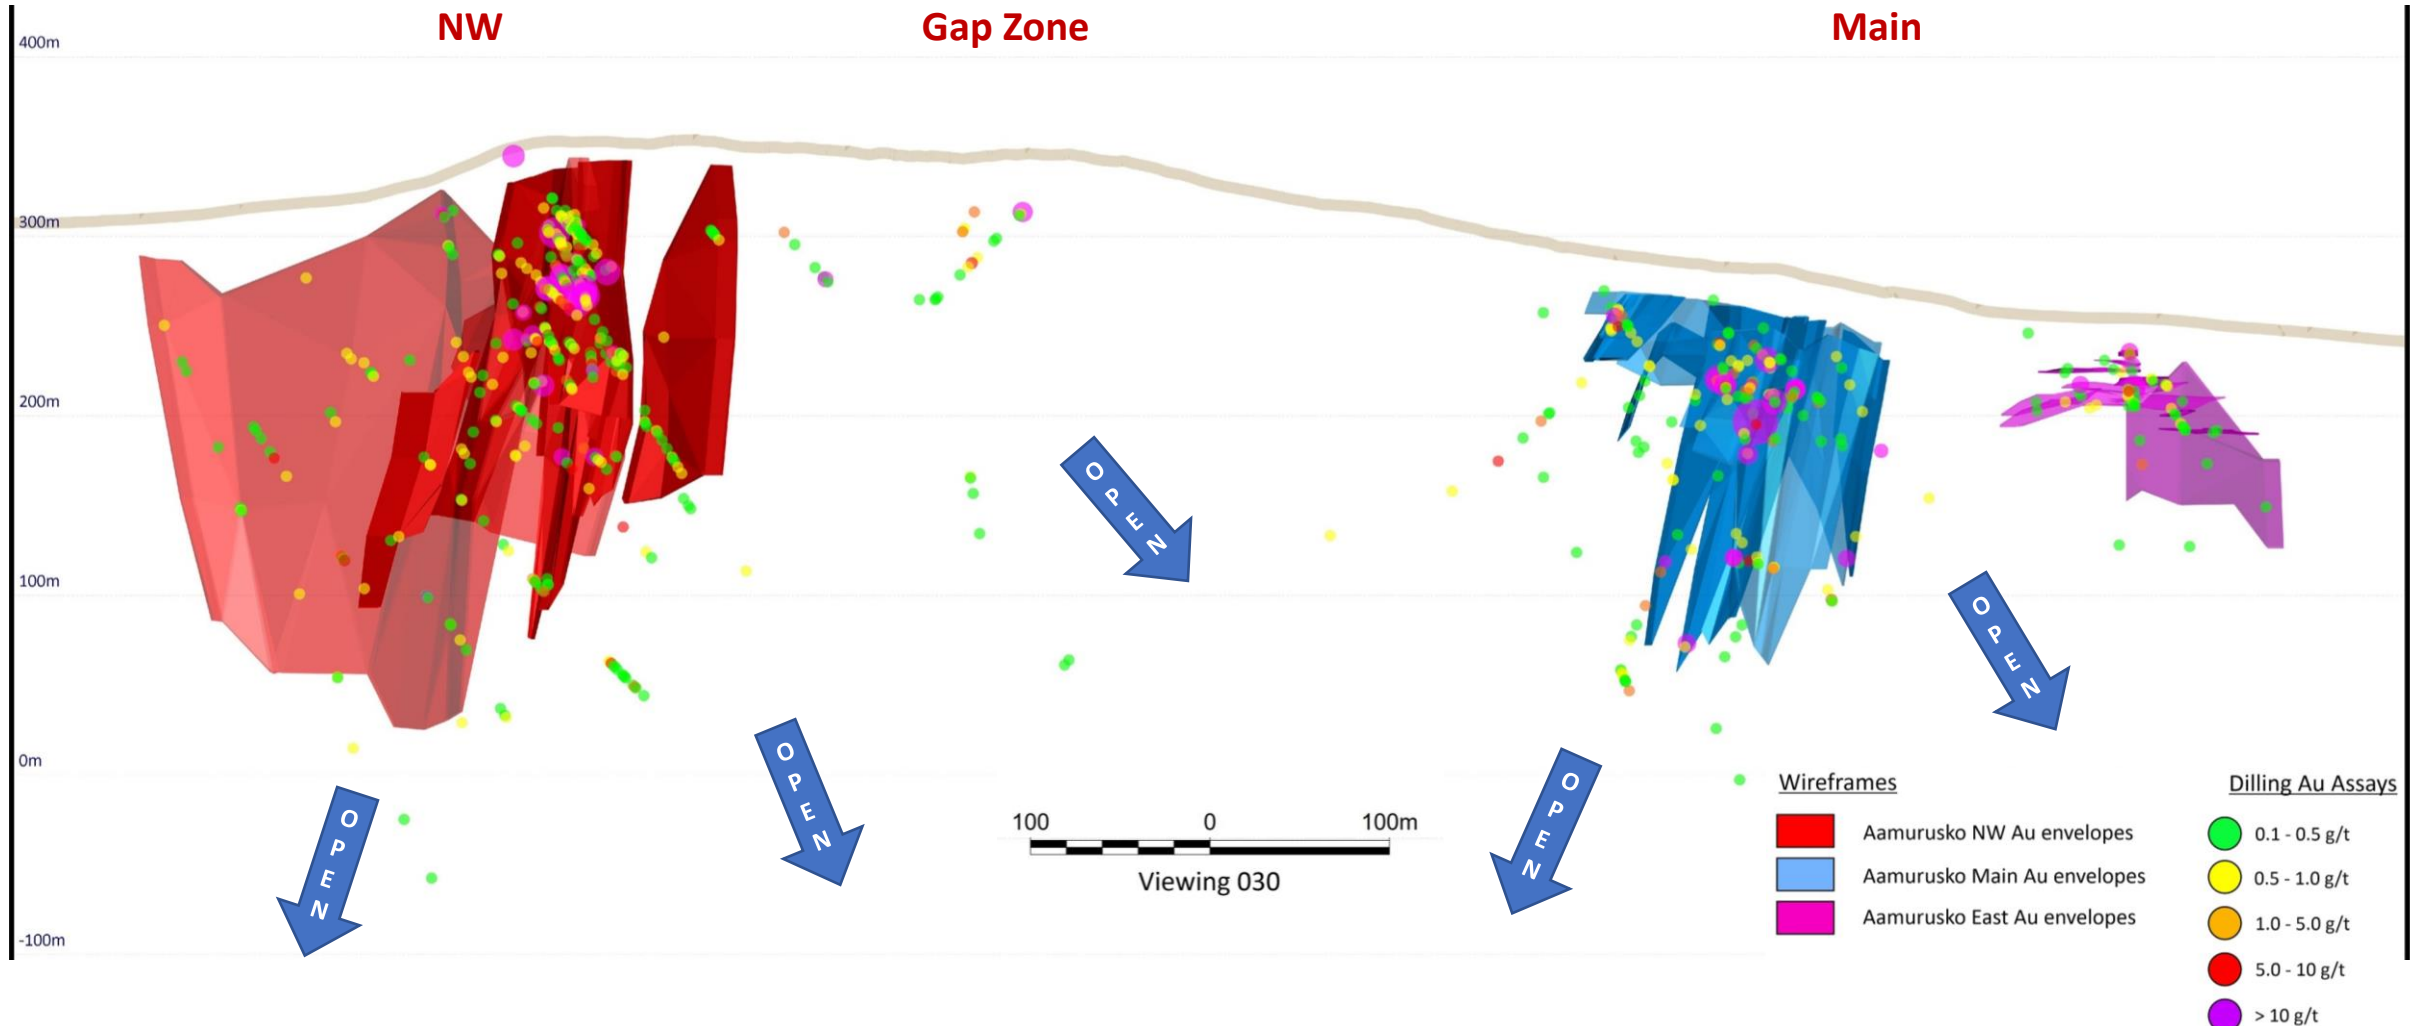 NW Gap Zone Main
400m
300m
200m
100m
0m
-100m
OPEN
OPEN
OPEN
OPEN
OPEN
100 0 100m
Viewing 030
Wireframes
Aamurusko NW Au envelopes
Aamurusko Main Au envelopes
Aamurusko East Au envelopes
Dilling Au Assays
0.1 - 0.5 g/t
0.5 - 1.0 g/t
1.0 - 5.0 g/t
5.0 - 10 g/t
> 10 g/t